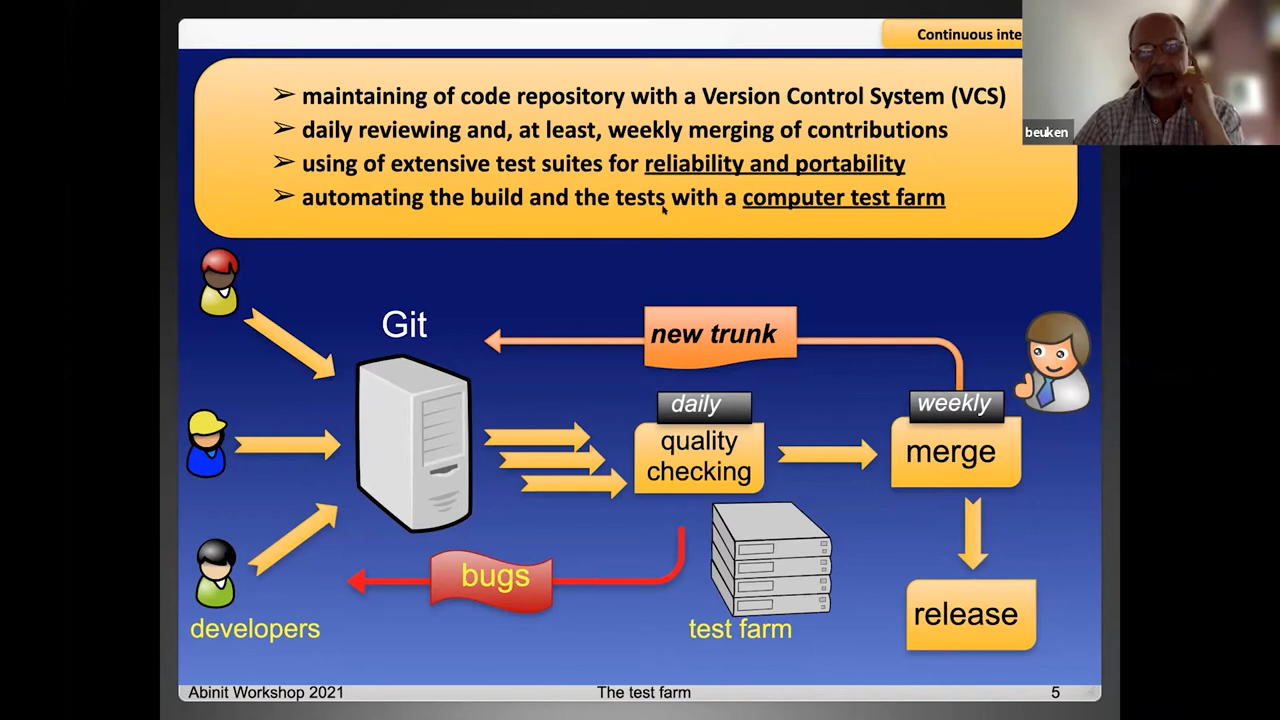 Continuous inte
beuken
➢ maintaining of code repository with a Version Control System (VCS)
➢ daily reviewing and, at least, weekly merging of contributions
➢ using of extensive test suites for reliability and portability
➢ automating the build and the tests with a computer test farm
Git
new trunk
daily
quality
checking
weekly
merge
bugs
developers
test farm
release
Abinit Workshop 2021
The test farm
5